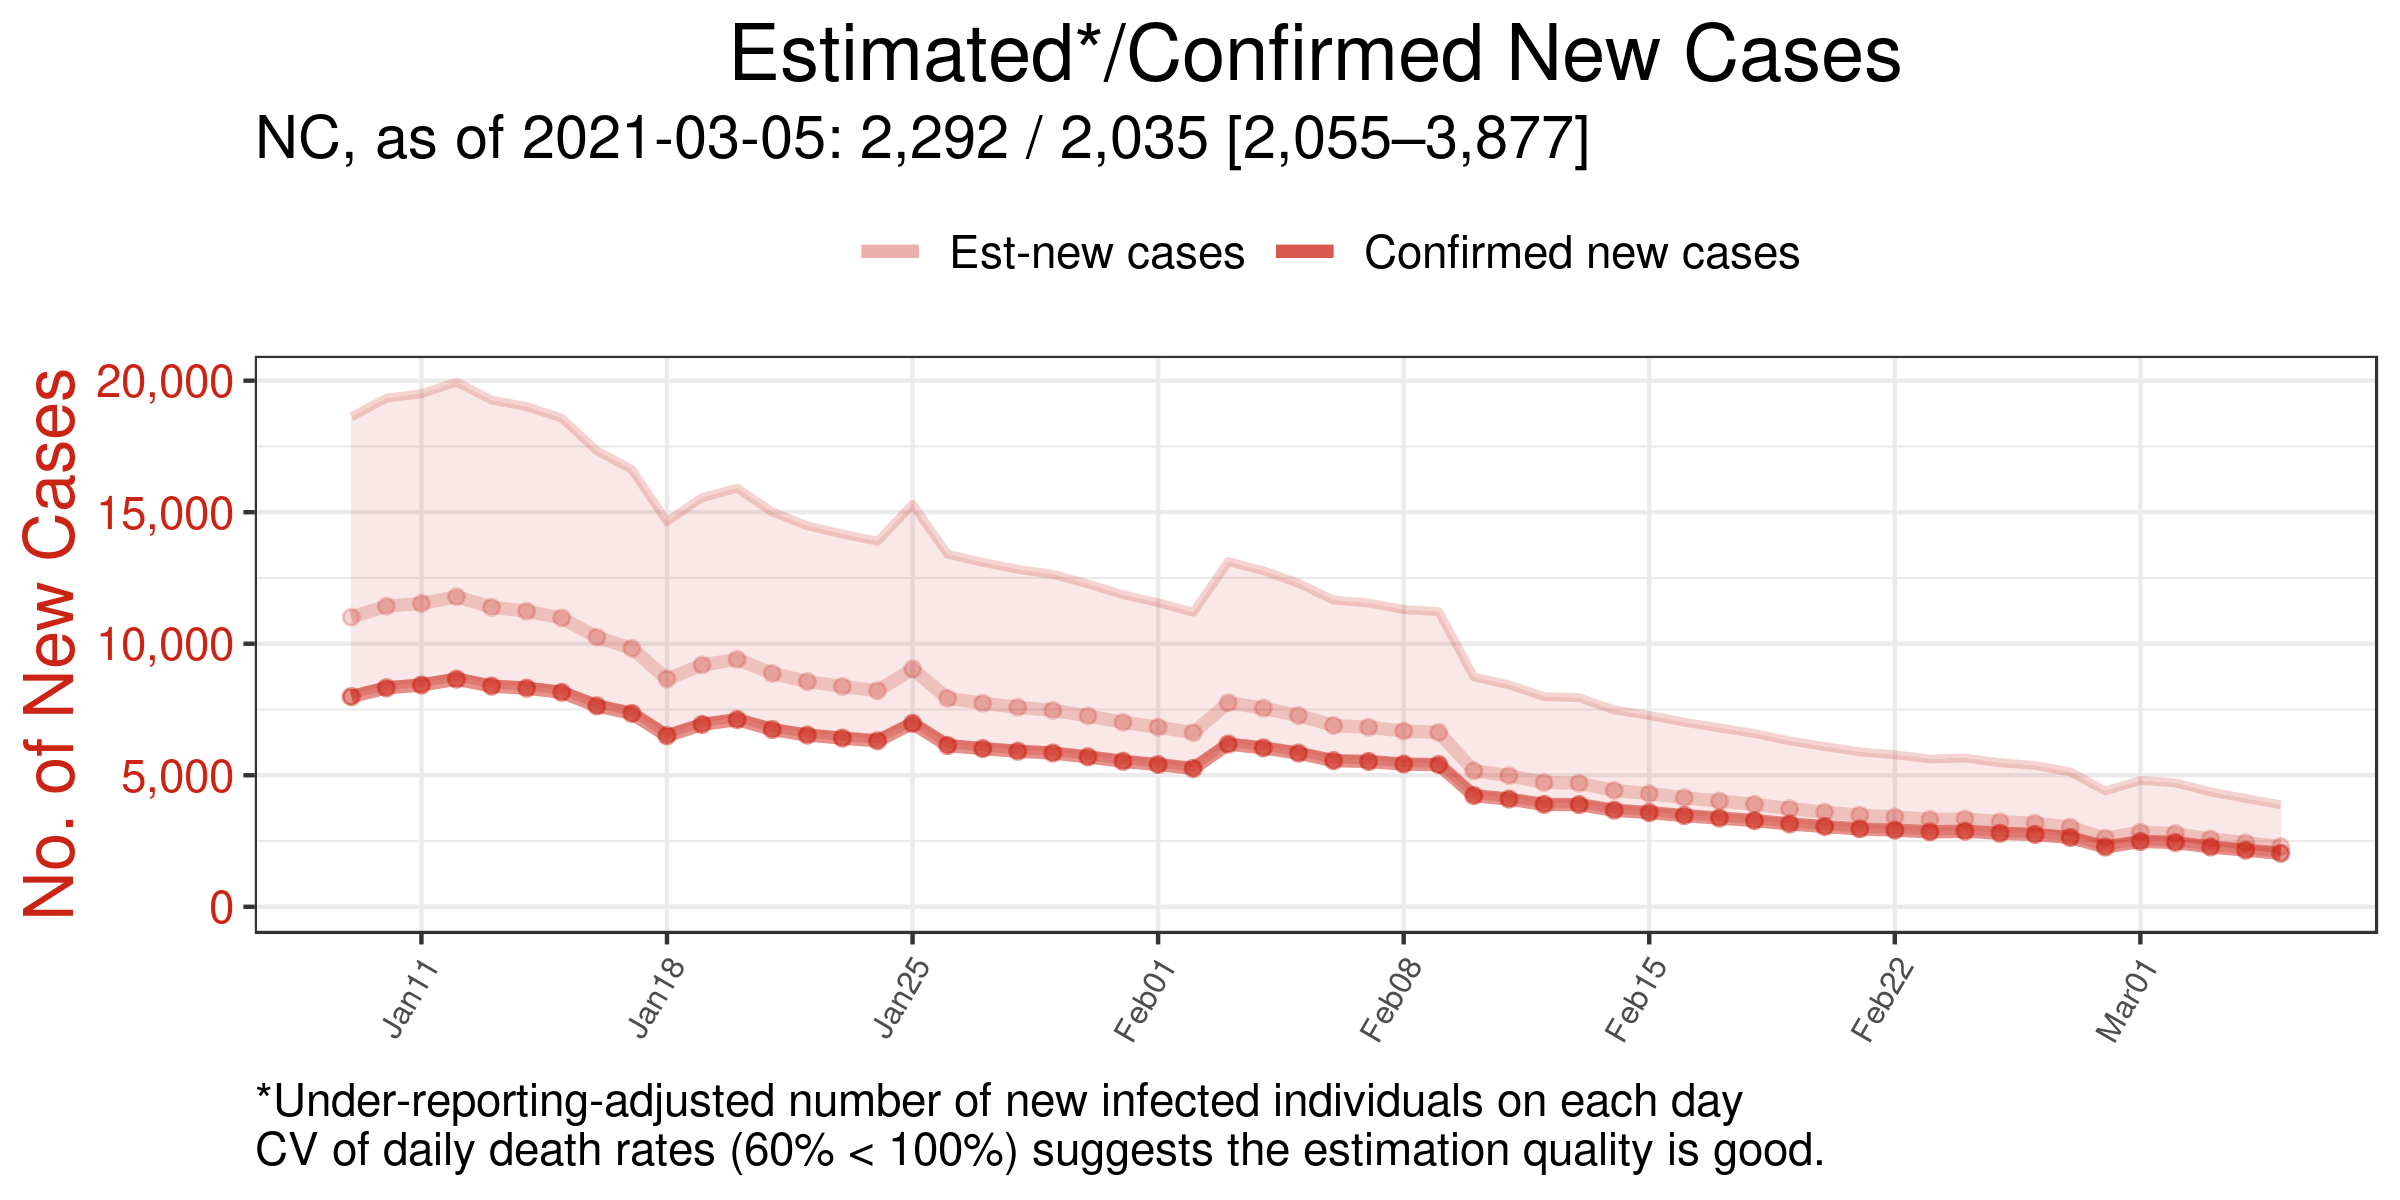 Estimated*/Confirmed New Cases
NC, as of 2021-03-05: 2,292 / 2,035 [2,055–3,877]
Est-new cases Confirmed new cases
No. of New Cases
20,000
15,000
10,000
5,000
0
Jan11 Jan18 Jan25 Feb01 Feb08 Feb15 Feb22 Mar01
*Under-reporting-adjusted number of new infected individuals on each day
CV of daily death rates (60% < 100%) suggests the estimation quality is good.